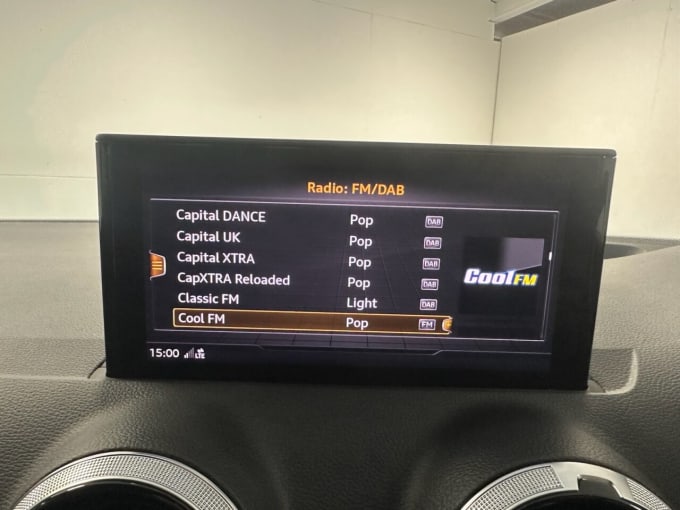 Radio: FM/DAB
Capital DANCE Pop DAB
Capital UK Pop DAB
Capital XTRA Pop DAB
CapXTRA Reloaded Pop DAB
Classic FM Light DAB
Cool FM Pop FM
CoolFM
15:00 LTE